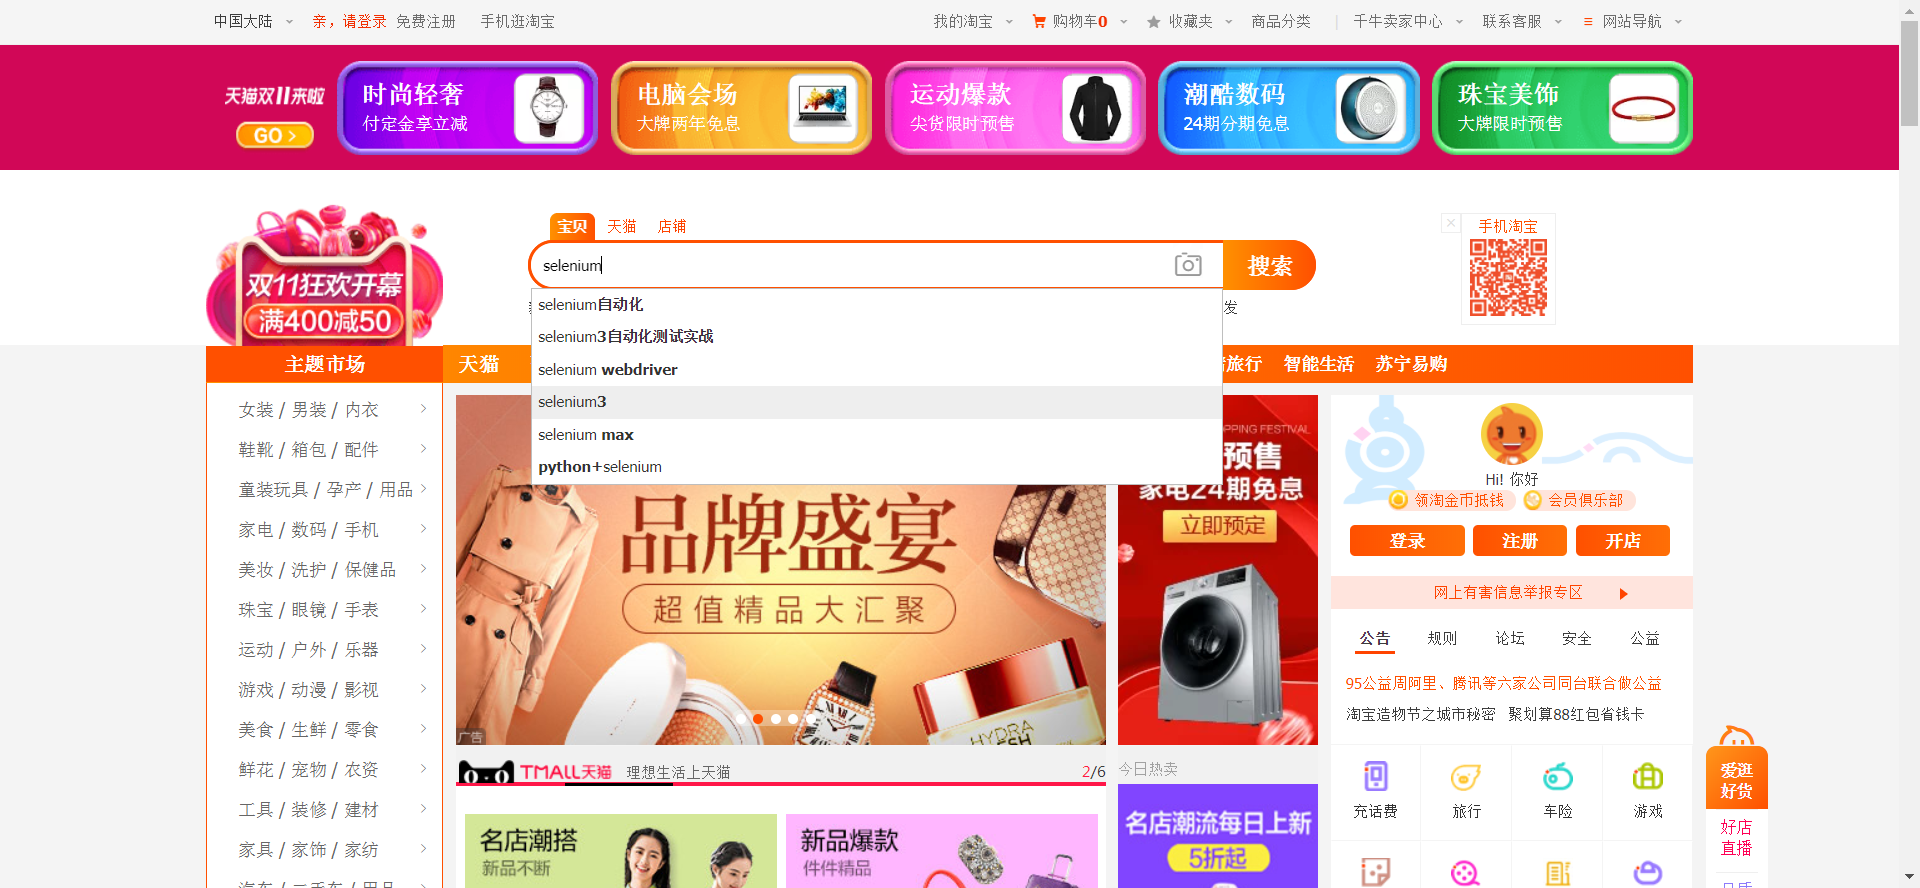 中国大陆 亲，请登录 免费注册 手机逛淘宝 我的淘宝 购物车0 收藏夹 商品分类 千牛卖家中心 联系客服 网站导航
天猫双11来啦
GO >
时尚轻奢
付定金享立减
电脑会场
大牌两年免息
运动爆款
尖货限时预售
潮酷数码
24期分期免息
珠宝美饰
大牌限时预售
双11狂欢开幕
满400减50
宝贝 天猫 店铺
selenium
搜索
手机淘宝
发
selenium自动化
selenium3自动化测试实战
selenium webdriver
selenium3
selenium max
python+selenium
主题市场 天猫 旅行 智能生活 苏宁易购
女装 / 男装 / 内衣
鞋靴 / 箱包 / 配件
童装玩具 / 孕产 / 用品
家电 / 数码 / 手机
美妆 / 洗护 / 保健品
珠宝 / 眼镜 / 手表
运动 / 户外 / 乐器
游戏 / 动漫 / 影视
美食 / 生鲜 / 零食
鲜花 / 宠物 / 农资
工具 / 装修 / 建材
家具 / 家饰 / 家纺
汽车 / 二手车 / 用品
品牌盛宴
超值精品大汇聚
HYDRA
广告
OPPING FESTIVAL
预售
家电24期免息
立即预定
Hi! 你好
领淘金币抵钱 会员俱乐部
登录 注册 开店
网上有害信息举报专区
公告 规则 论坛 安全 公益
95公益周阿里、腾讯等六家公司同台联合做公益
淘宝造物节之城市秘密 聚划算88红包省钱卡
充话费 旅行 车险 游戏
TMALL天猫 理想生活上天猫 2/6
今日热卖
名店潮搭
新品不断
新品爆款
件件精品
名店潮流每日上新
5折起
爱逛
好货
好店
直播
品质